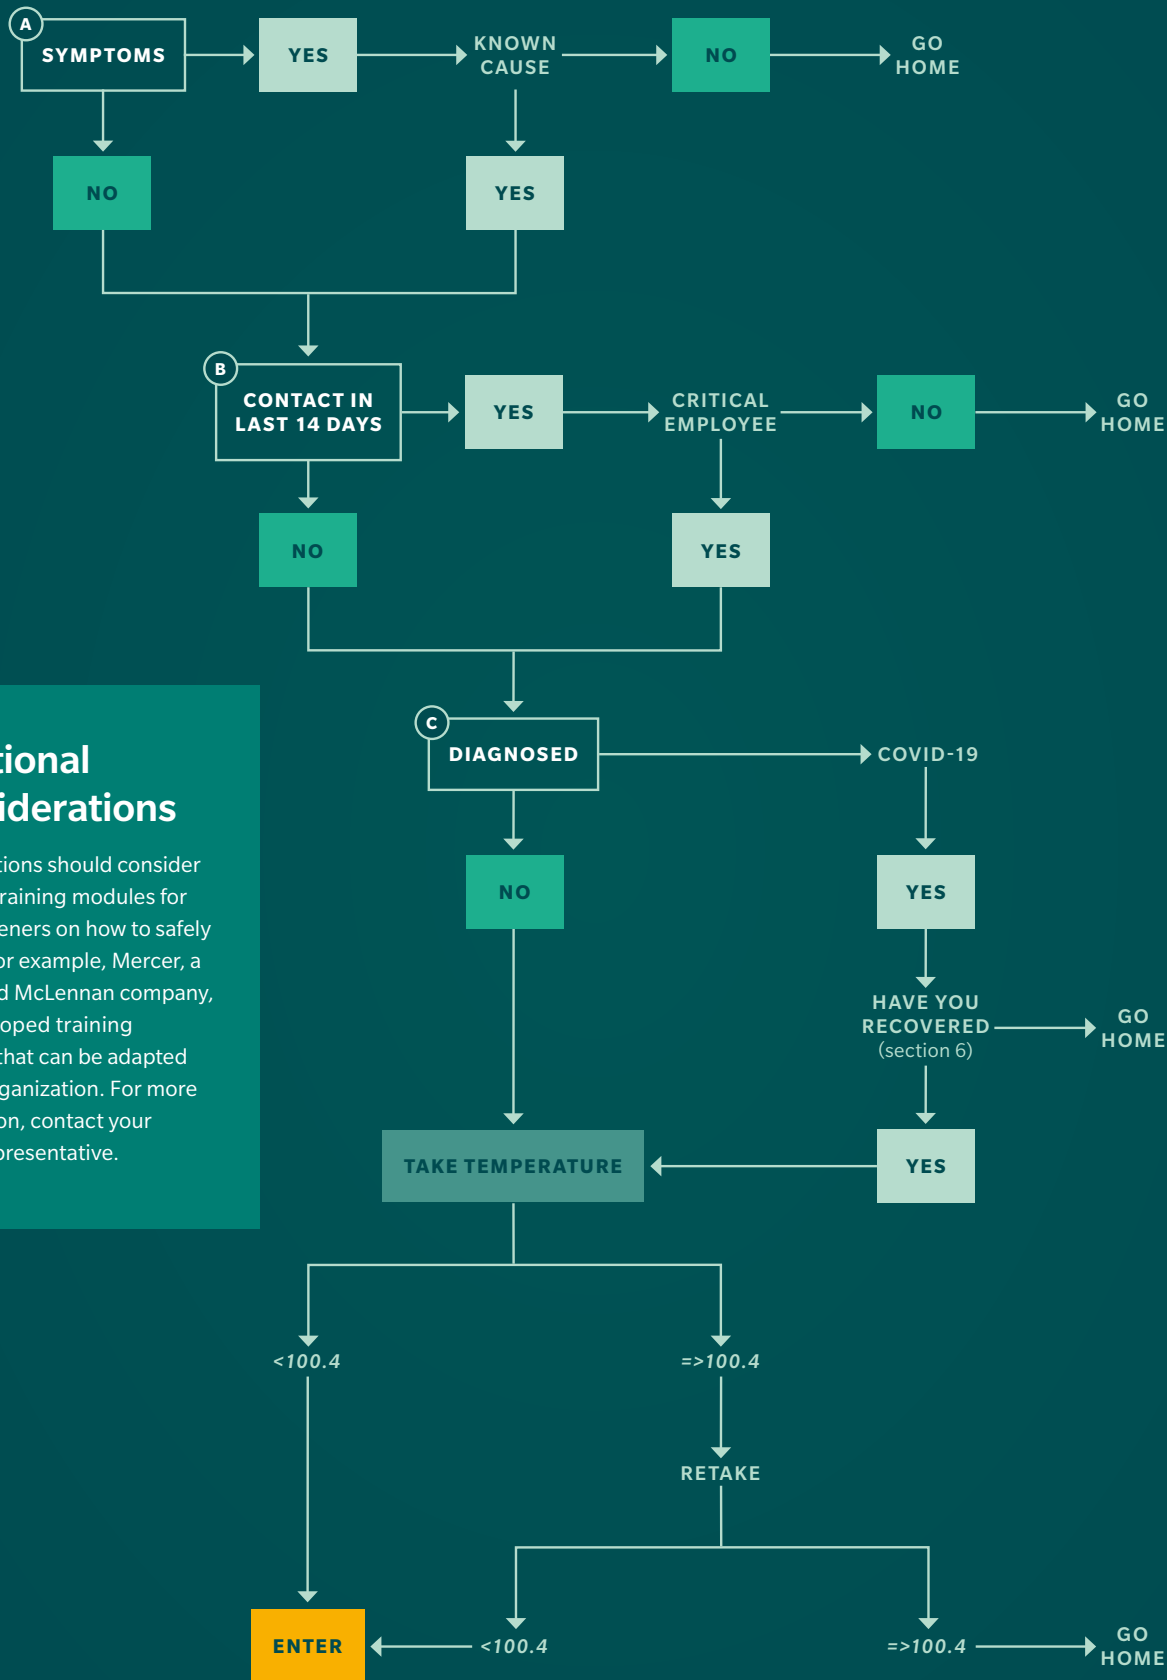 A
SYMPTOMS
YES
KNOWN
CAUSE
NO
GO
HOME
NO
YES
B
CONTACT IN
LAST 14 DAYS
YES
CRITICAL
EMPLOYEE
NO
GO
HOME
NO
YES
C
DIAGNOSED
COVID-19
NO
YES
HAVE YOU
RECOVERED
(section 6)
GO
HOME
TAKE TEMPERATURE
YES
<100.4
=>100.4
RETAKE
ENTER
<100.4
=>100.4
GO
HOME
tional
iderations
tions should consider
raining modules for
eners on how to safely
or example, Mercer, a
d McLennan company,
oped training
that can be adapted
ganization. For more
on, contact your
presentative.